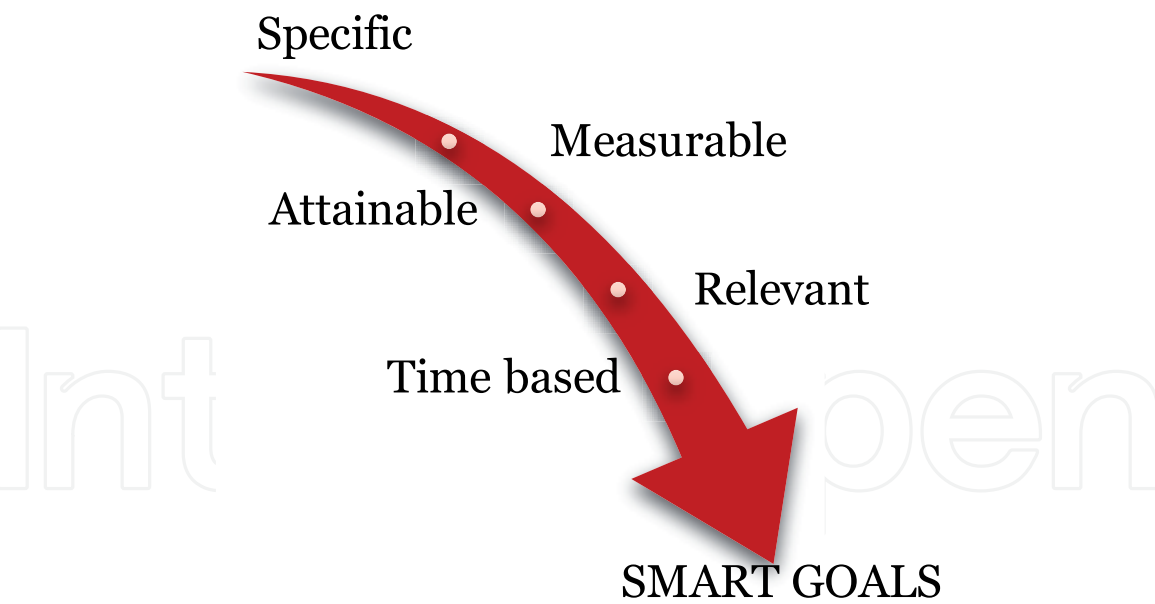 Specific
Measurable
Attainable
Relevant
Time based
SMART GOALS